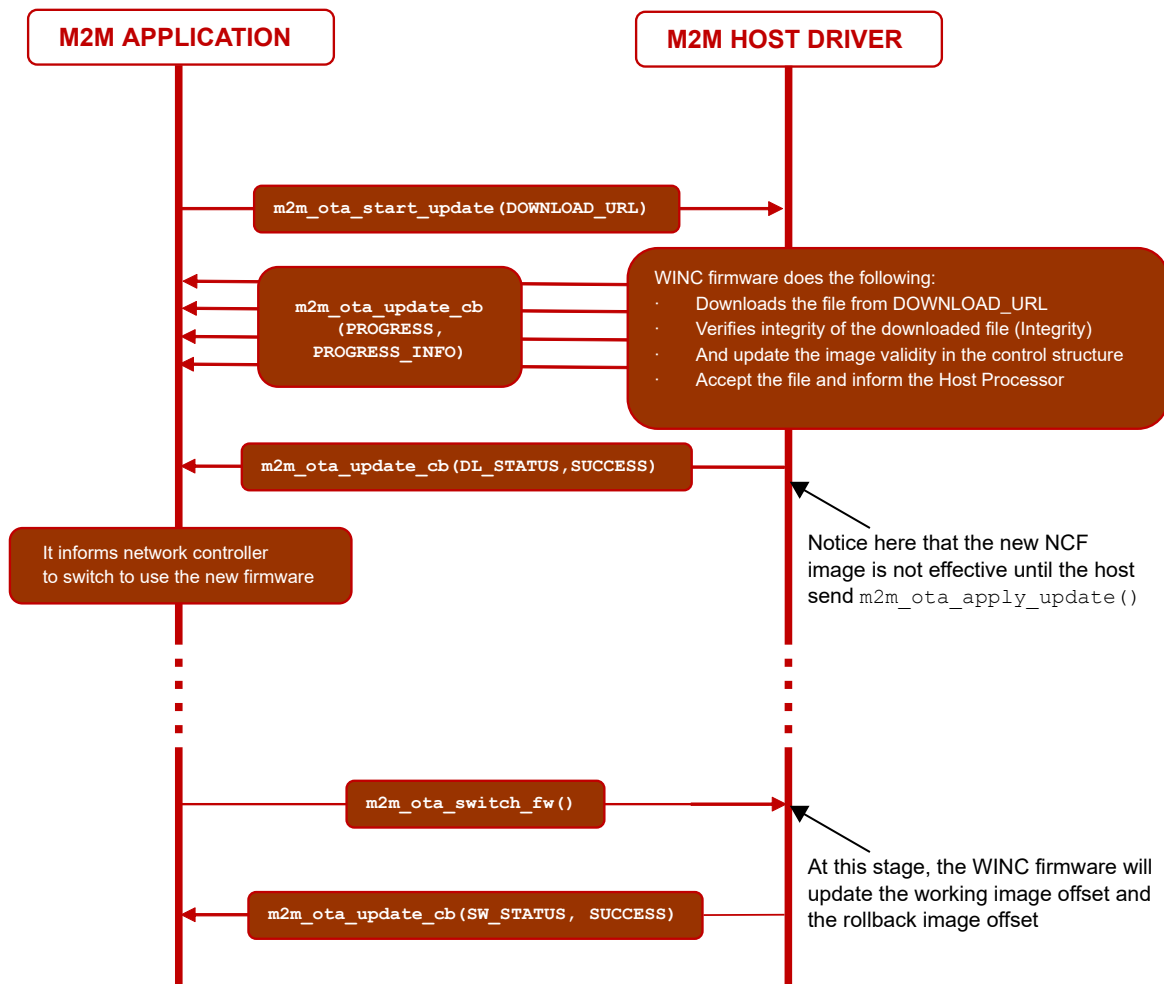 M2M APPLICATION
M2M HOST DRIVER
m2m_ota_start_update(DOWNLOAD_URL)
m2m_ota_update_cb
(PROGRESS,
PROGRESS_INFO)
WINC firmware does the following:
· Downloads the file from DOWNLOAD_URL
· Verifies integrity of the downloaded file (Integrity)
· And update the image validity in the control structure
· Accept the file and inform the Host Processor
m2m_ota_update_cb(DL_STATUS,SUCCESS)
It informs network controller
to switch to use the new firmware
Notice here that the new NCF
image is not effective until the host
send m2m_ota_apply_update()
m2m_ota_switch_fw()
At this stage, the WINC firmware will
update the working image offset and
the rollback image offset
m2m_ota_update_cb(SW_STATUS, SUCCESS)